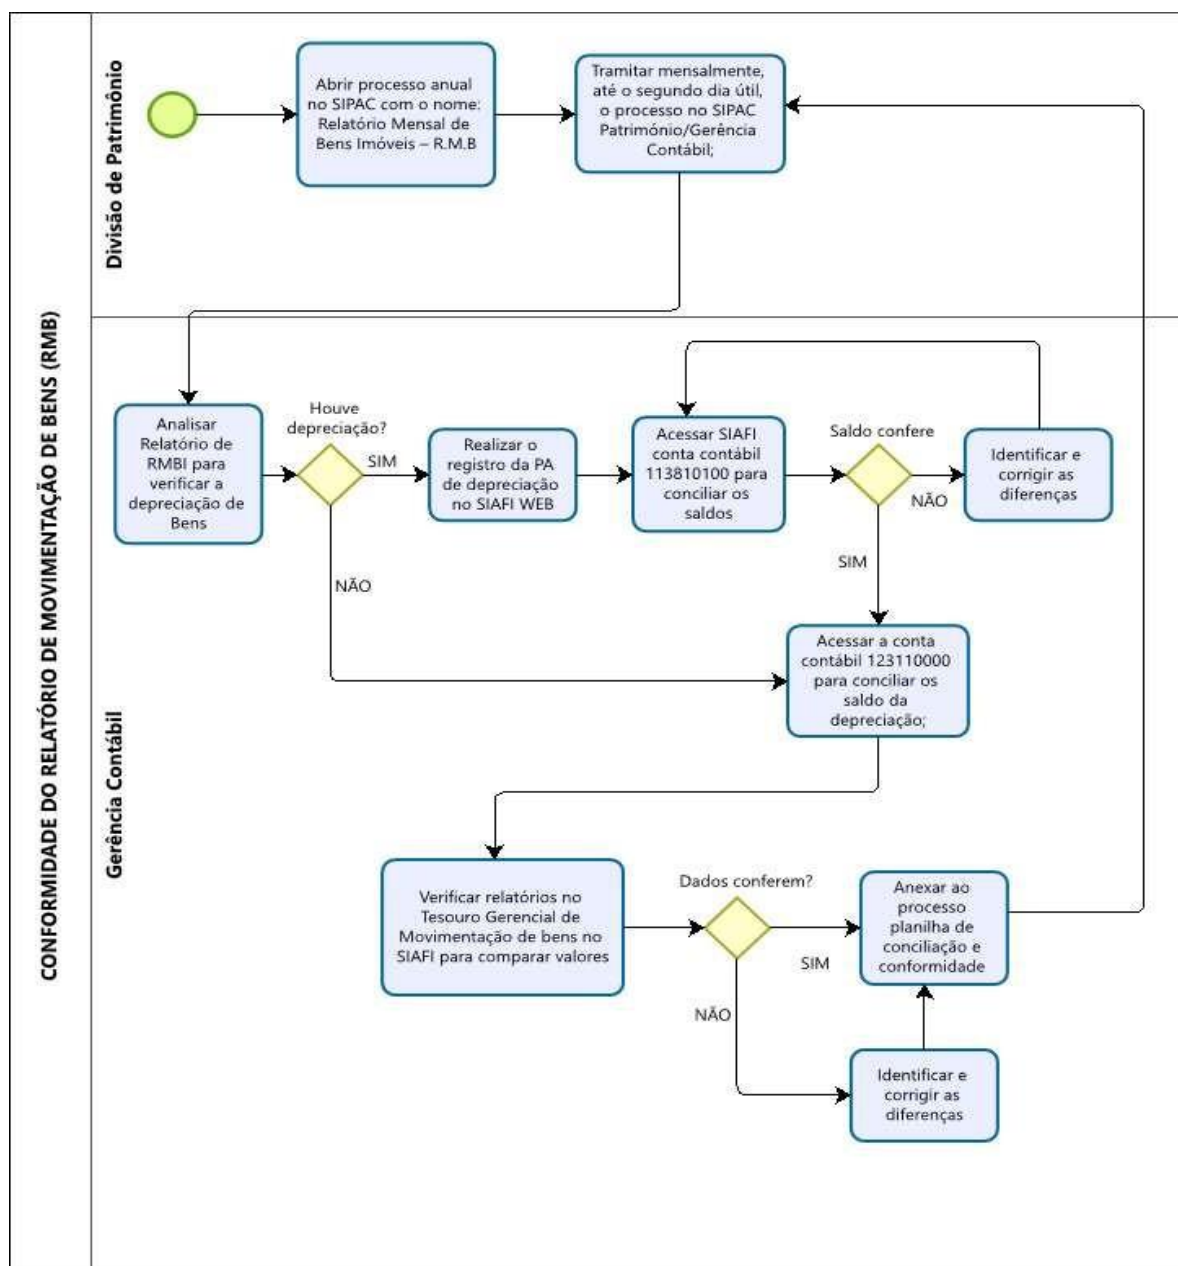 CONFORMIDADE DO RELATÓRIO DE MOVIMENTAÇÃO DE BENS (RMB)
Divisão de Patrimônio
Abrir processo anual
no SIPAC com o nome:
Relatório Mensal de
Bens Imóveis – R.M.B
Tramitar mensalmente,
até o segundo dia útil,
o processo no SIPAC
Património/Gerência
Contábil;
Gerência Contábil
Analisar
Relatório de
RMBI para
verificar a
depreciação de
Bens
Houve
depreciação?
SIM
NÃO
Realizar o
registro da PA
de depreciação
no SIAFI WEB
Acessar SIAFI
conta contábil
113810100 para
conciliar os
saldos
Saldo confere
NÃO
SIM
Identificar e
corrigir as
diferenças
Acessar a conta
contábil 123110000
para conciliar os
saldo da
depreciação;
Verificar relatórios no
Tesouro Gerencial de
Movimentação de bens no
SIAFI para comparar valores
Dados conferem?
SIM
NÃO
Anexar ao
processo
planilha de
conciliação e
conformidade
Identificar e
corrigir as
diferenças